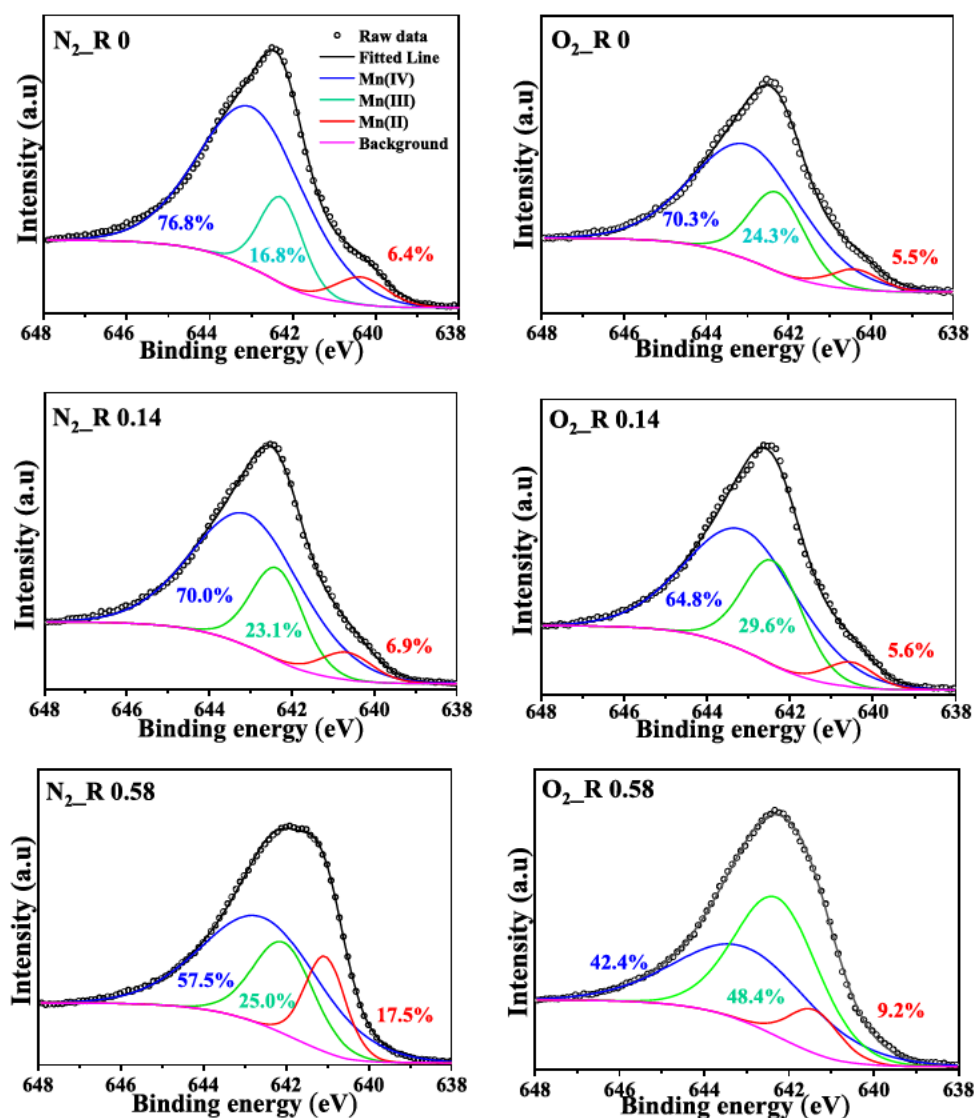 N₂_R 0
Raw data
Fitted Line
Mn(IV)
Mn(III)
Mn(II)
Background
76.8%
16.8%
6.4%
Intensity (a.u)
648 646 644 642 640 638
Binding energy (eV)
O₂_R 0
70.3%
24.3%
5.5%
Intensity (a.u)
648 646 644 642 640 638
Binding energy (eV)
N₂_R 0.14
70.0%
23.1%
6.9%
Intensity (a.u)
648 646 644 642 640 638
Binding energy (eV)
O₂_R 0.14
64.8%
29.6%
5.6%
Intensity (a.u)
648 646 644 642 640 638
Binding energy (eV)
N₂_R 0.58
57.5%
25.0%
17.5%
Intensity (a.u)
648 646 644 642 640 638
Binding energy (eV)
O₂_R 0.58
42.4%
48.4%
9.2%
Intensity (a.u)
648 646 644 642 640 638
Binding energy (eV)